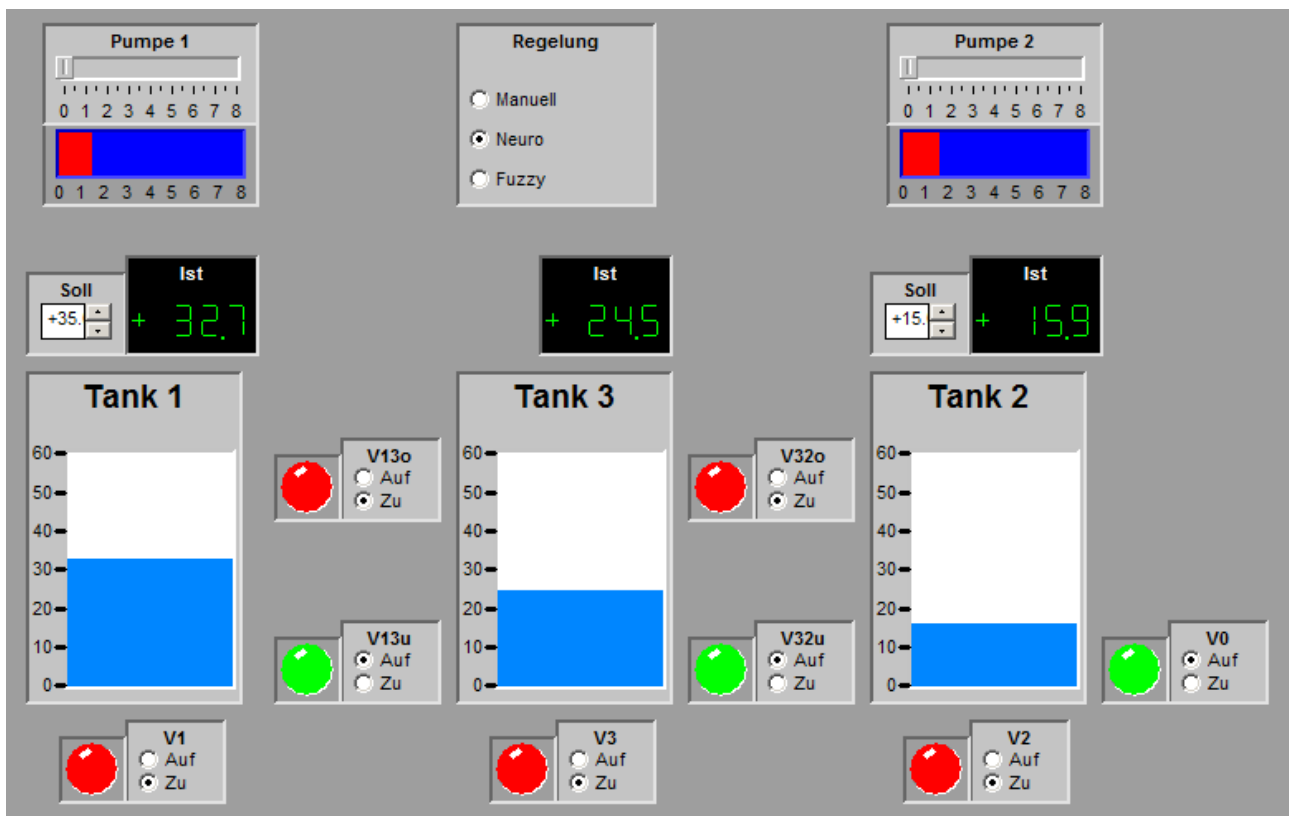 Pumpe 1
0 1 2 3 4 5 6 7 8
0 1 2 3 4 5 6 7 8
Regelung
Manuell
Neuro
Fuzzy
Pumpe 2
0 1 2 3 4 5 6 7 8
0 1 2 3 4 5 6 7 8
Soll
+35.
Ist
+ 32.7
Ist
+ 24.5
Soll
+15.
Ist
+ 15.9
Tank 1
60
50
40
30
20
10
0
V13o
Auf
Zu
V13u
Auf
Zu
Tank 3
60
50
40
30
20
10
0
V32o
Auf
Zu
V32u
Auf
Zu
Tank 2
60
50
40
30
20
10
0
V0
Auf
Zu
V1
Auf
Zu
V3
Auf
Zu
V2
Auf
Zu